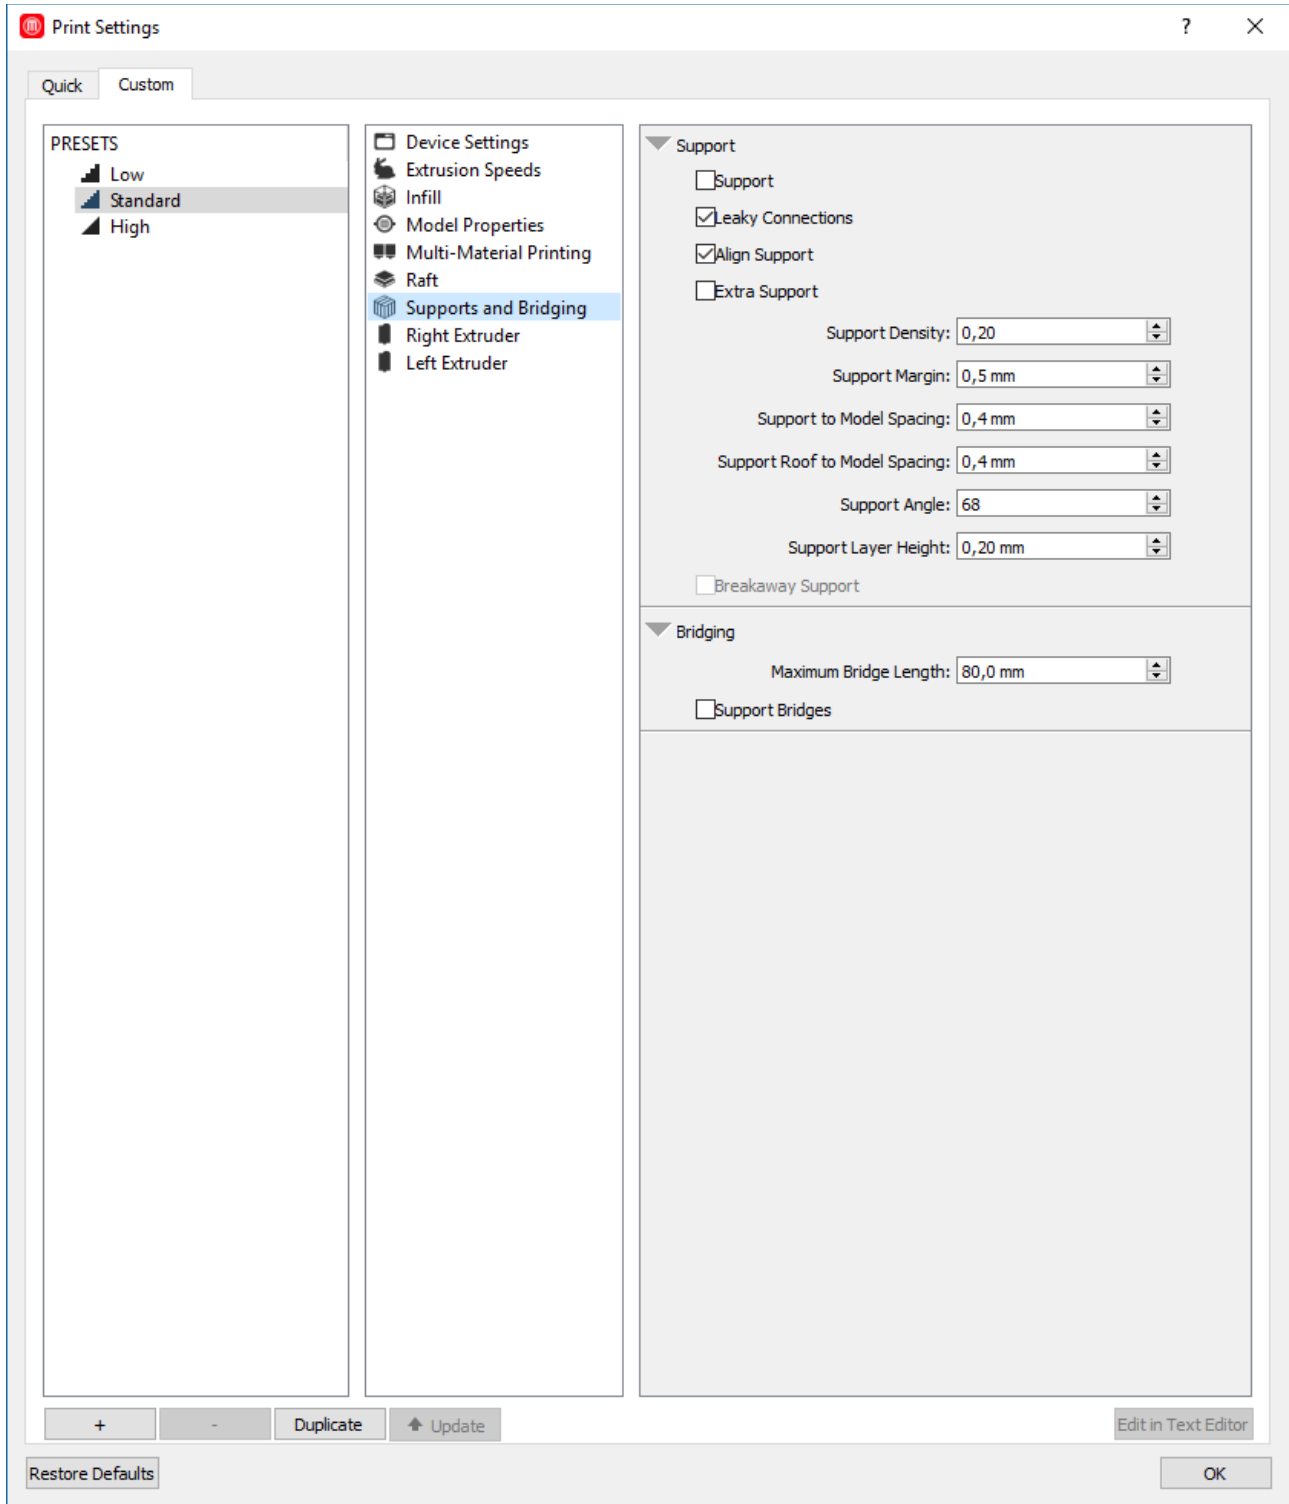 Print Settings
?
Quick
Custom
PRESETS
Low
Standard
High
Device Settings
Extrusion Speeds
Infill
Model Properties
Multi-Material Printing
Raft
Supports and Bridging
Right Extruder
Left Extruder
Support
Support
Leaky Connections
Align Support
Extra Support
Support Density: 0,20
Support Margin: 0,5 mm
Support to Model Spacing: 0,4 mm
Support Roof to Model Spacing: 0,4 mm
Support Angle: 68
Support Layer Height: 0,20 mm
Breakaway Support
Bridging
Maximum Bridge Length: 80,0 mm
Support Bridges
+
-
Duplicate
Update
Edit in Text Editor
Restore Defaults
OK